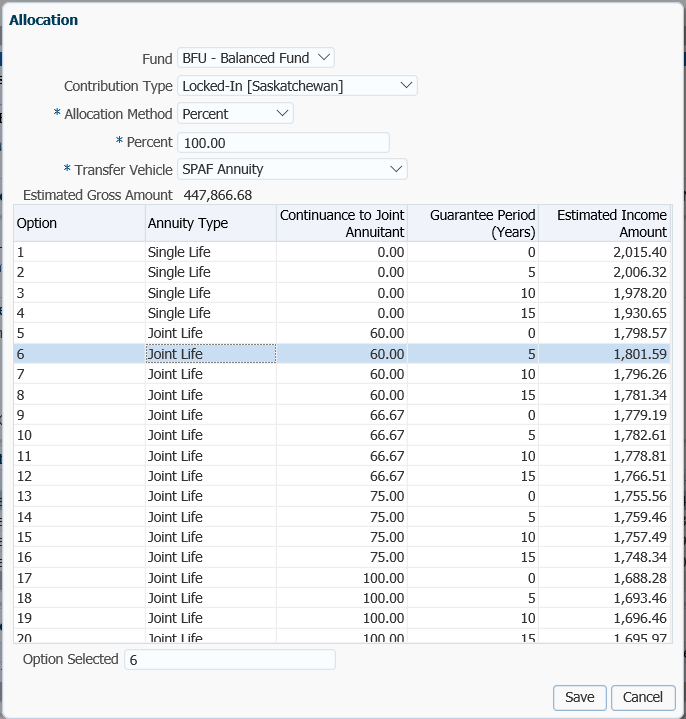 Allocation
Fund BFU - Balanced Fund
Contribution Type Locked-In [Saskatchewan]
* Allocation Method Percent
* Percent 100.00
* Transfer Vehicle SPAF Annuity
Estimated Gross Amount 447,866.68
Option Annuity Type Continuance to Joint Annuitant Guarantee Period (Years) Estimated Income Amount
1 Single Life 0.00 0 2,015.40
2 Single Life 0.00 5 2,006.32
3 Single Life 0.00 10 1,978.20
4 Single Life 0.00 15 1,930.65
5 Joint Life 60.00 0 1,798.57
6 Joint Life 60.00 5 1,801.59
7 Joint Life 60.00 10 1,796.26
8 Joint Life 60.00 15 1,781.34
9 Joint Life 66.67 0 1,779.19
10 Joint Life 66.67 5 1,782.61
11 Joint Life 66.67 10 1,778.81
12 Joint Life 66.67 15 1,766.51
13 Joint Life 75.00 0 1,755.56
14 Joint Life 75.00 5 1,759.46
15 Joint Life 75.00 10 1,757.49
16 Joint Life 75.00 15 1,748.34
17 Joint Life 100.00 0 1,688.28
18 Joint Life 100.00 5 1,693.46
19 Joint Life 100.00 10 1,696.46
20 Joint Life 100.00 15 1,695.97
Option Selected 6
Save Cancel